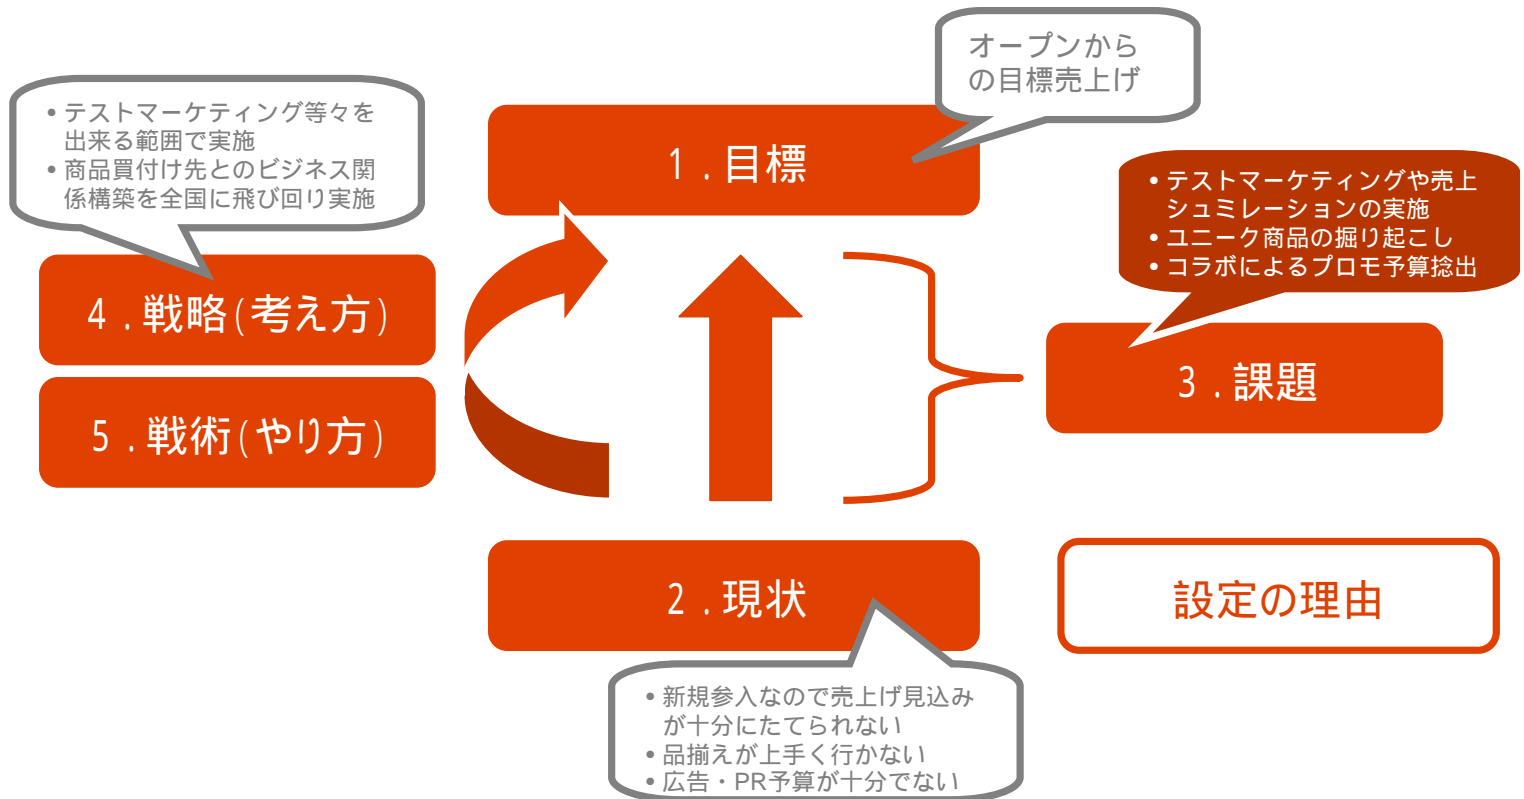 オープンから
の目標売上げ
• テストマーケティング等々を
出来る範囲で実施
• 商品買付け先とのビジネス関
係構築を全国に飛び回り実施
1.目標
• テストマーケティングや売上
シュミレーションの実施
• ユニーク商品の掘り起こし
• コラボによるプロモ予算捻出
4.戦略(考え方)
3.課題
5.戦術(やり方)
2.現状
設定の理由
• 新規参入なので売上げ見込み
が十分にたてられない
• 品揃えが上手く行かない
• 広告・PR予算が十分でない